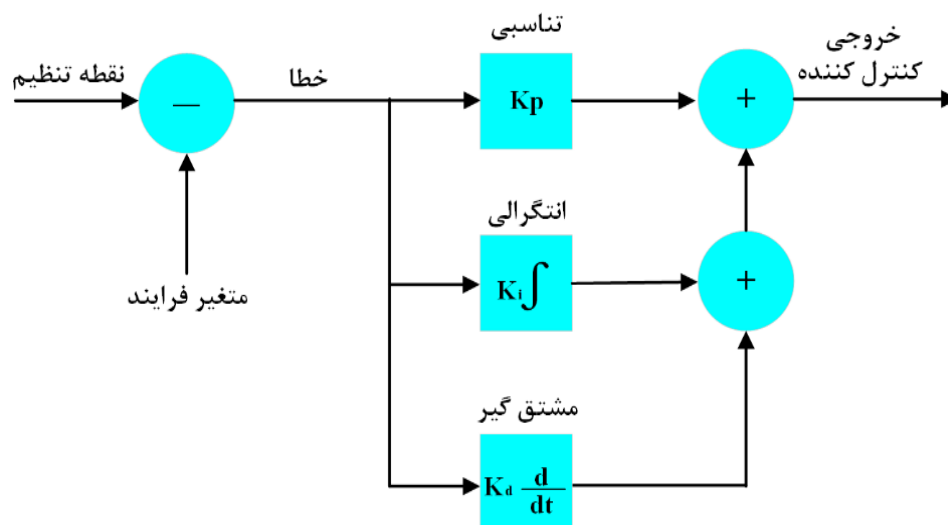 تناسبی
خروجی
کنترل کننده
نقطه تنظیم
خطا
—
Kp
+
انتگرالی
Ki∫
+
متغیر فرایند
مشتق گیر
Kd d/dt